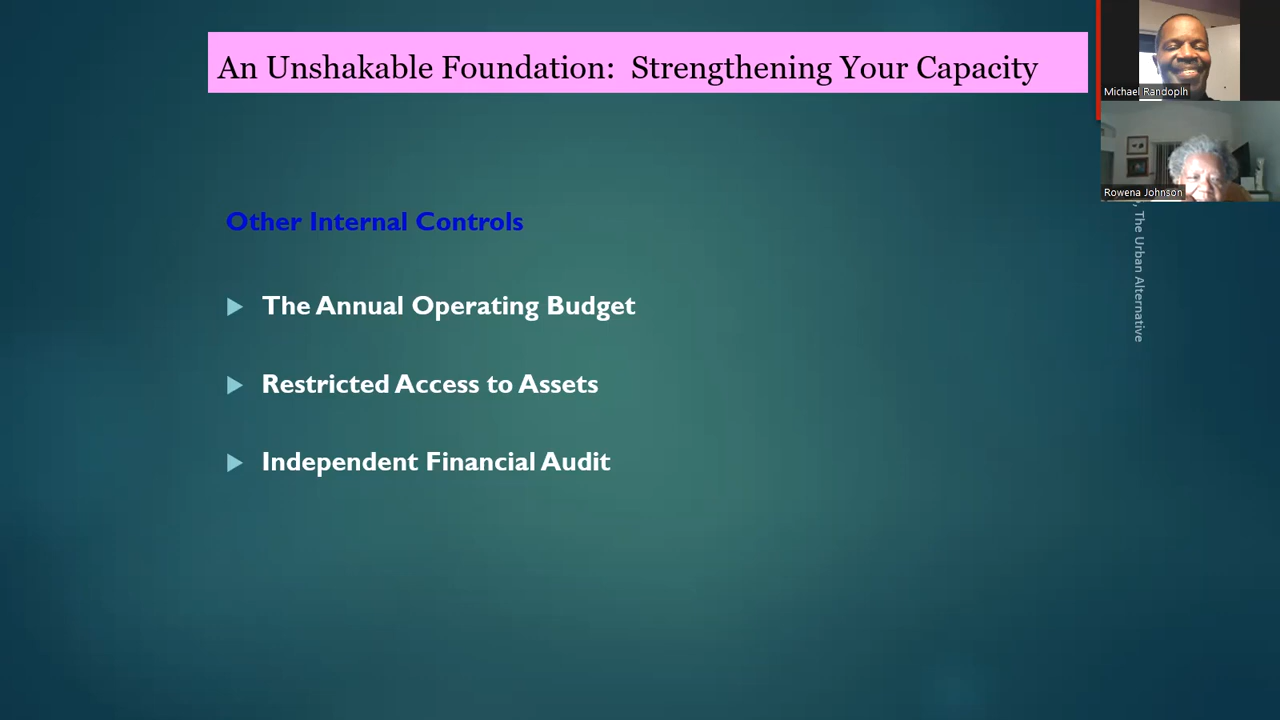 An Unshakable Foundation:  Strengthening Your Capacity
Michael Randoplh
Rowena Johnson
Other Internal Controls
The Annual Operating Budget
Restricted Access to Assets
Independent Financial Audit
, The Urban Alternative